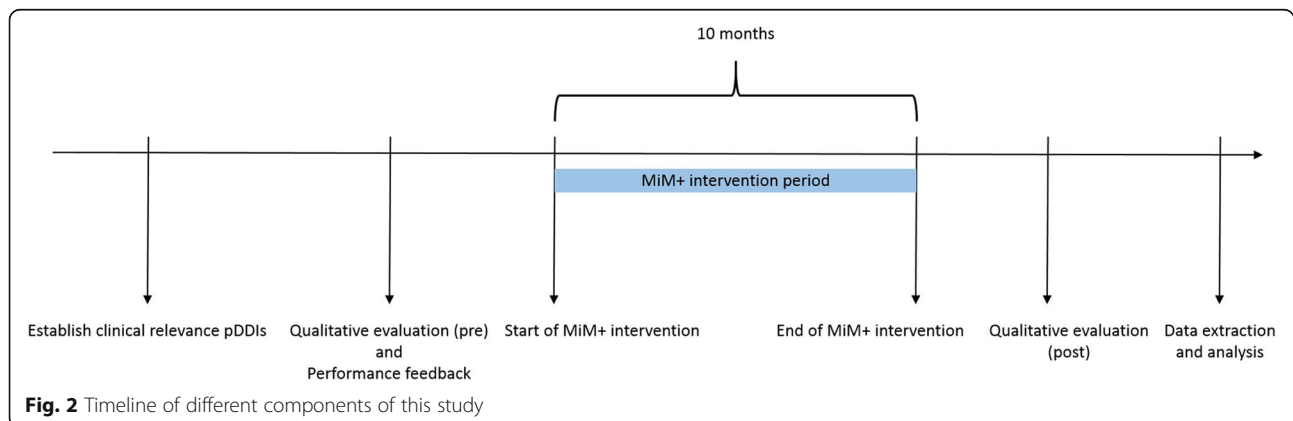 10 months
MiM+ intervention period
Establish clinical relevance pDDIs
Qualitative evaluation (pre)
and
Performance feedback
Start of MiM+ intervention
End of MiM+ intervention
Qualitative evaluation
(post)
Data extraction
and analysis
Fig. 2 Timeline of different components of this study